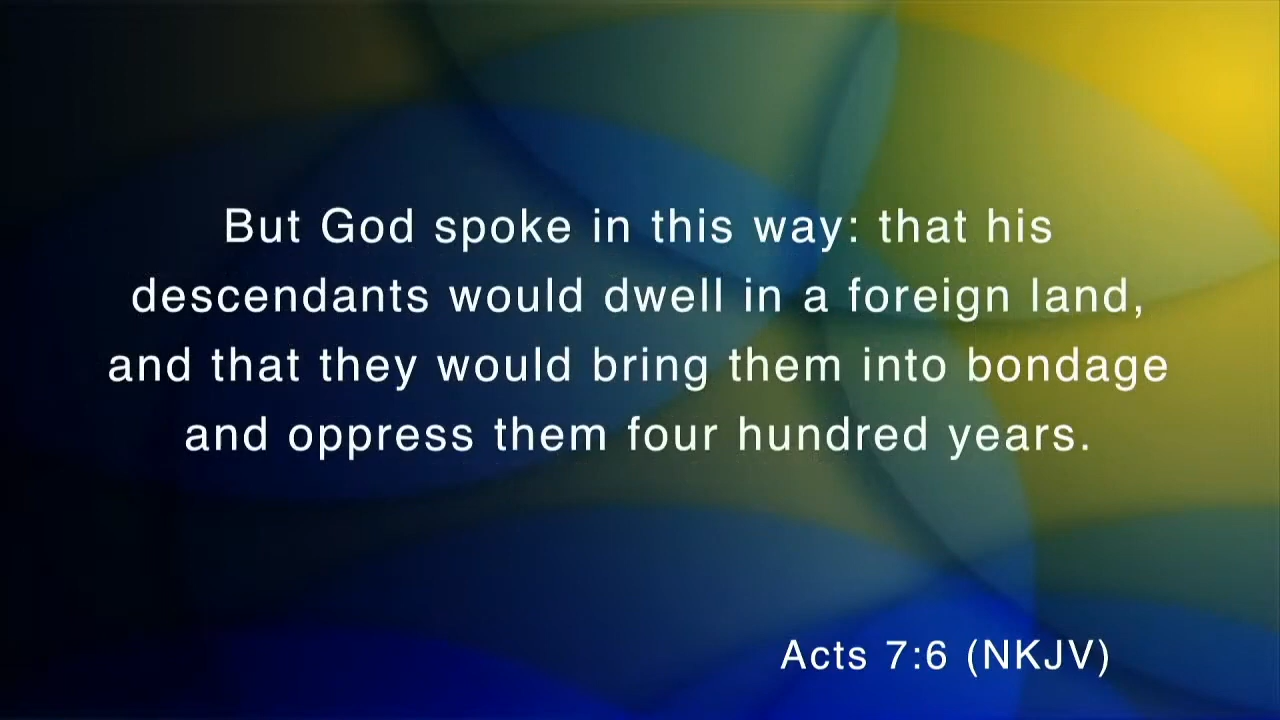 But God spoke in this way: that his
descendants would dwell in a foreign land,
and that they would bring them into bondage
and oppress them four hundred years.
Acts 7:6 (NKJV)